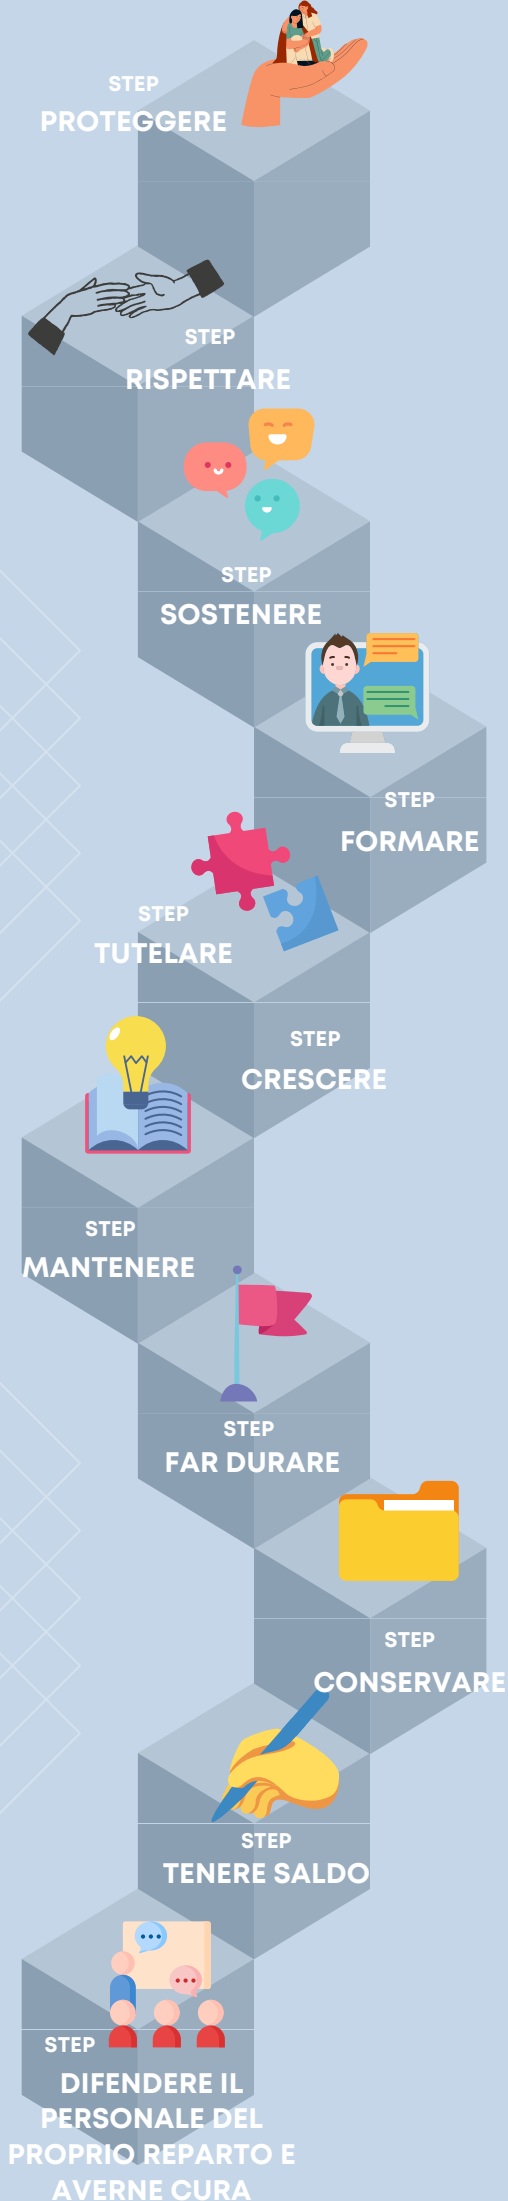 STEP
PROTEGGERE
STEP
RISPETTARE
STEP
SOSTENERE
STEP
FORMARE
STEP
TUTELARE
STEP
CRESCERE
STEP
MANTENERE
STEP
FAR DURARE
STEP
CONSERVARE
STEP
TENERE SALDO
STEP
DIFENDERE IL
PERSONALE DEL
PROPRIO REPARTO E
AVERNE CURA